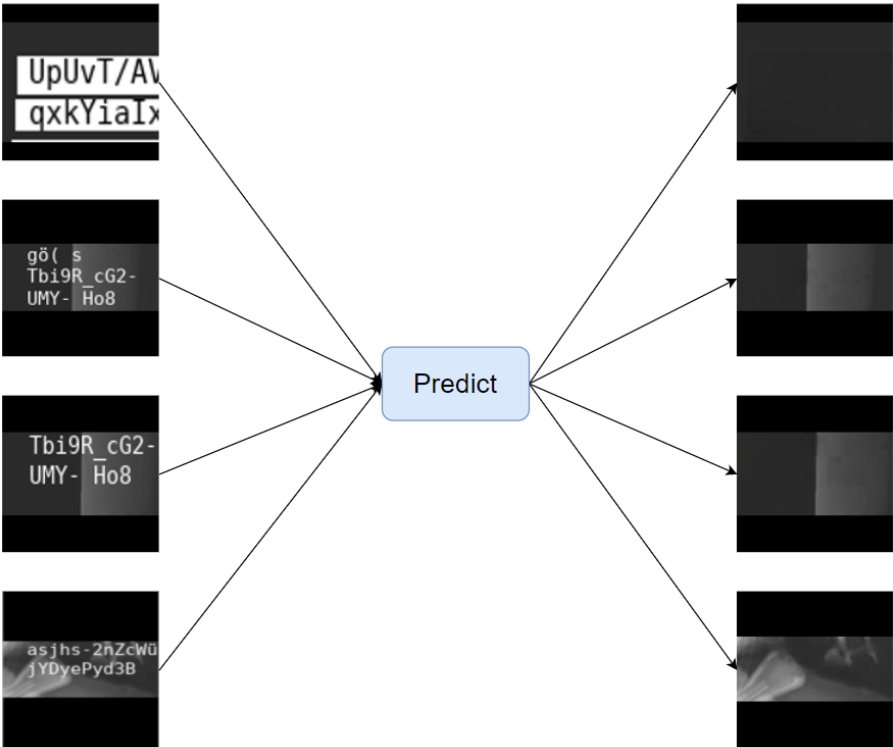 UpUvT/AV
qxkYiaIx
gö( s
Tbi9R_cG2-
UMY- Ho8
Predict
Tbi9R_cG2-
UMY- Ho8
asjhs-2nZcWü
jYDyePyd3B